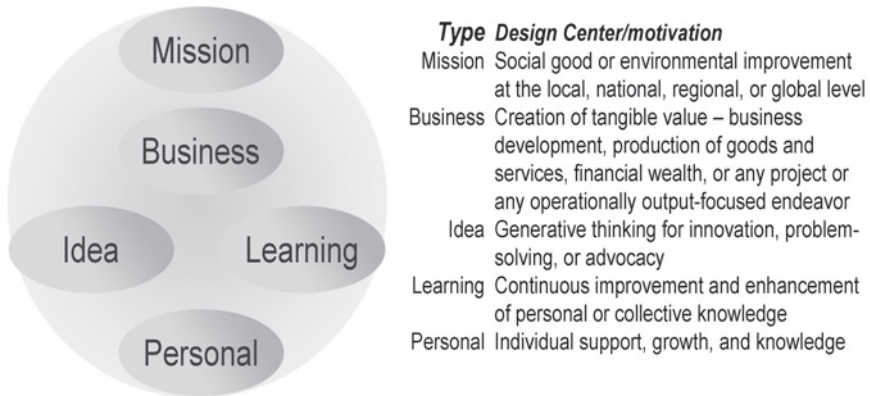 Mission
Business
Idea
Learning
Personal
Type Design Center/motivation
Mission Social good or environmental improvement
at the local, national, regional, or global level
Business Creation of tangible value – business
development, production of goods and
services, financial wealth, or any project or
any operationally output-focused endeavor
Idea Generative thinking for innovation, problem-
solving, or advocacy
Learning Continuous improvement and enhancement
of personal or collective knowledge
Personal Individual support, growth, and knowledge